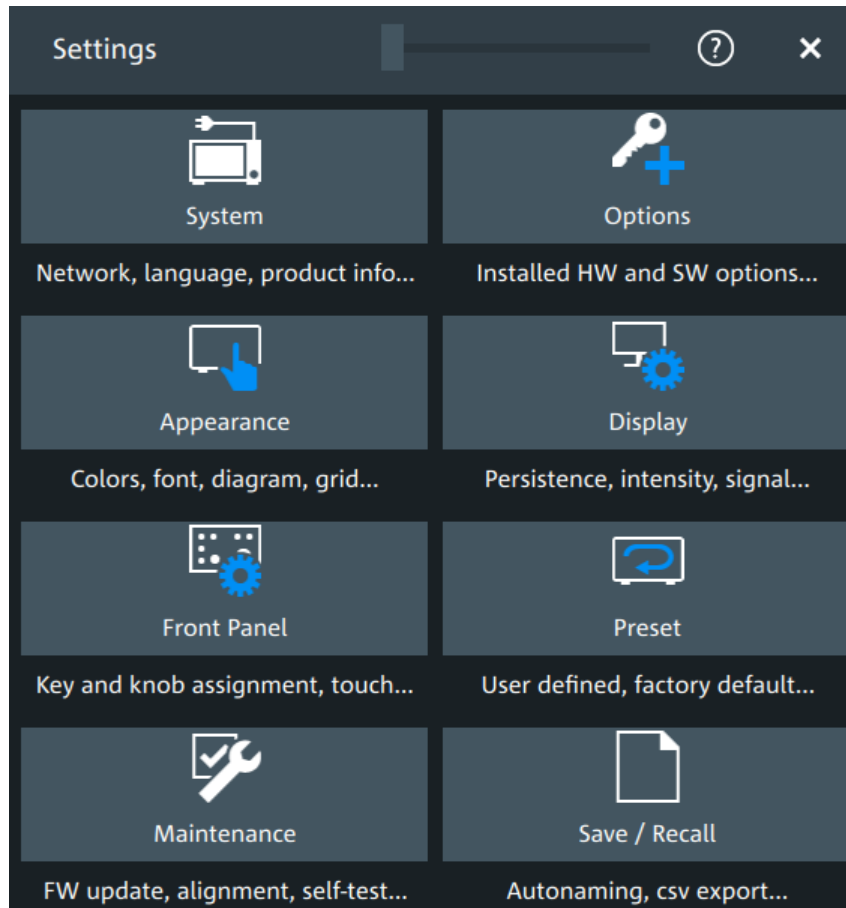 Settings
?
×
System
Options
Network, language, product info...
Installed HW and SW options...
Appearance
Display
Colors, font, diagram, grid...
Persistence, intensity, signal...
Front Panel
Preset
Key and knob assignment, touch...
User defined, factory default...
Maintenance
Save / Recall
FW update, alignment, self-test...
Autonaming, csv export...